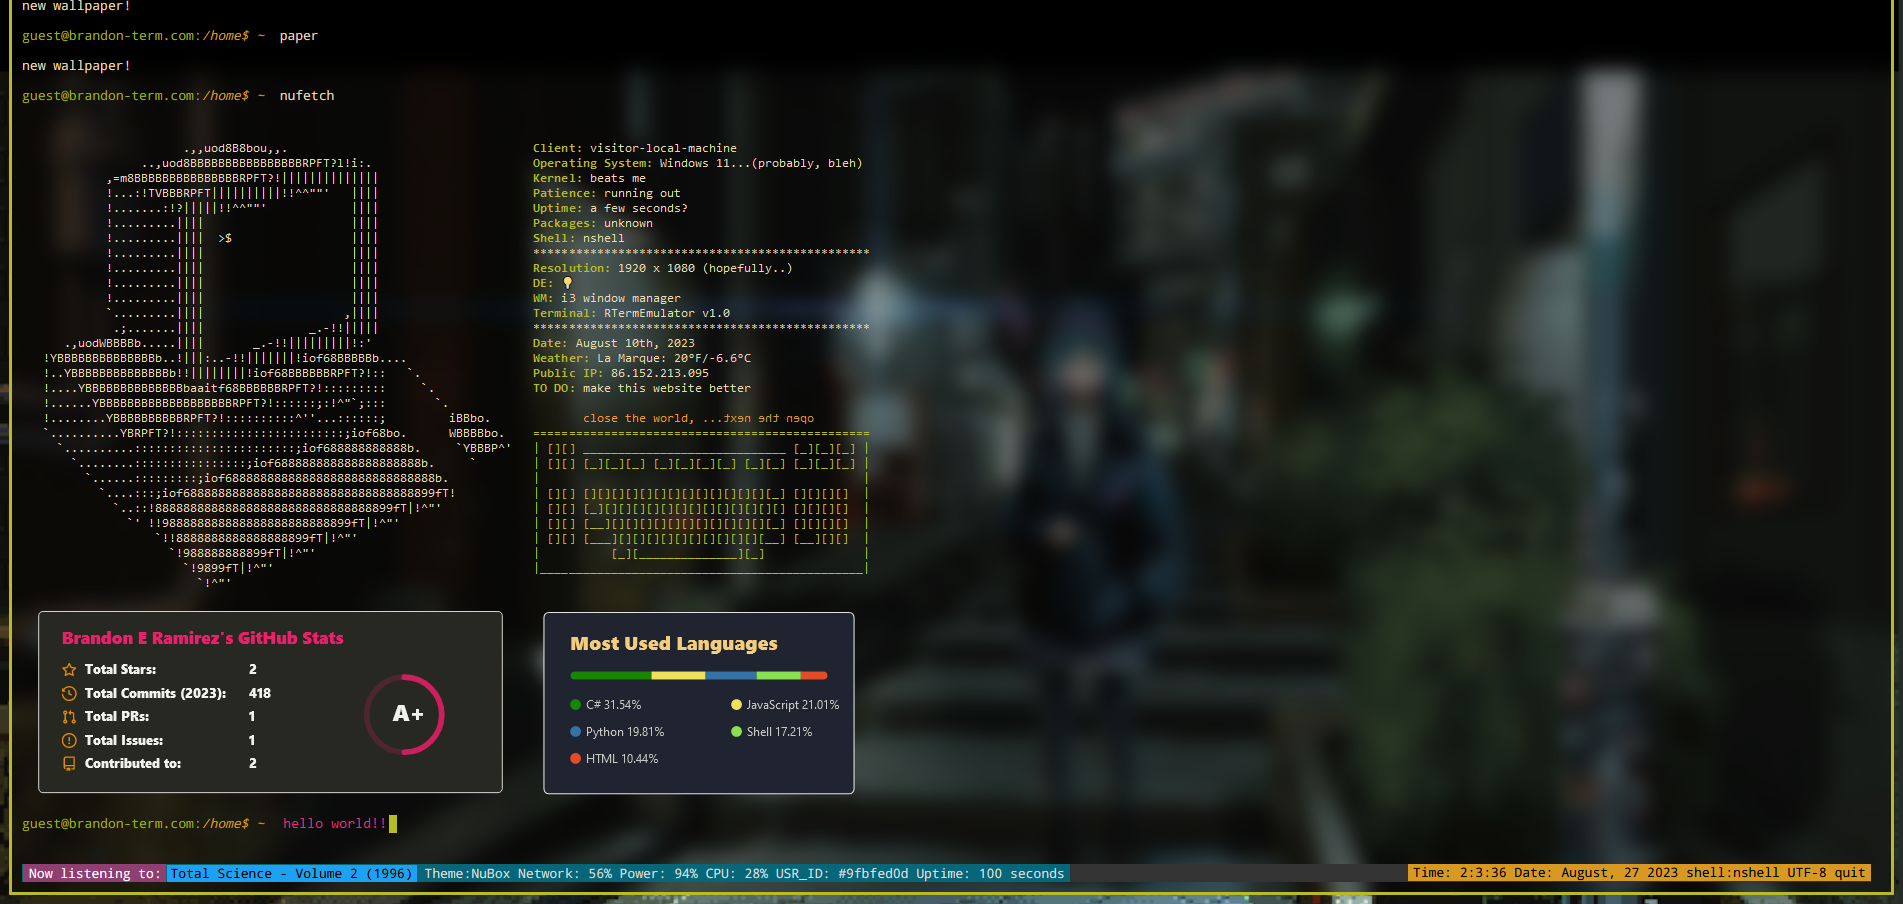 new wallpaper!
guest@brandon-term.com:/home$ ~ paper
new wallpaper!
guest@brandon-term.com:/home$ ~ nufetch
>$
Client: visitor-local-machine
Operating System: Windows 11...(probably, bleh)
Kernel: beats me
Patience: running out
Uptime: a few seconds?
Packages: unknown
Shell: nshell
Resolution: 1920 x 1080 (hopefully..)
DE: 💡
WM: i3 window manager
Terminal: RTermEmulator v1.0
Date: August 10th, 2023
Weather: La Marque: 20°F/-6.6°C
Public IP: 86.152.213.095
TO DO: make this website better
close the world, ...txen eht nepo
Brandon E Ramirez's GitHub Stats
Total Stars: 2
Total Commits (2023): 418
Total PRs: 1
Total Issues: 1
Contributed to: 2
A+
Most Used Languages
C# 31.54%
JavaScript 21.01%
Python 19.81%
Shell 17.21%
HTML 10.44%
guest@brandon-term.com:/home$ ~ hello world!!
Now listening to: Total Science - Volume 2 (1996) Theme:NuBox Network: 56% Power: 94% CPU: 28% USR_ID: #9fbfed0d Uptime: 100 seconds
Time: 2:3:36 Date: August, 27 2023 shell:nshell UTF-8 quit